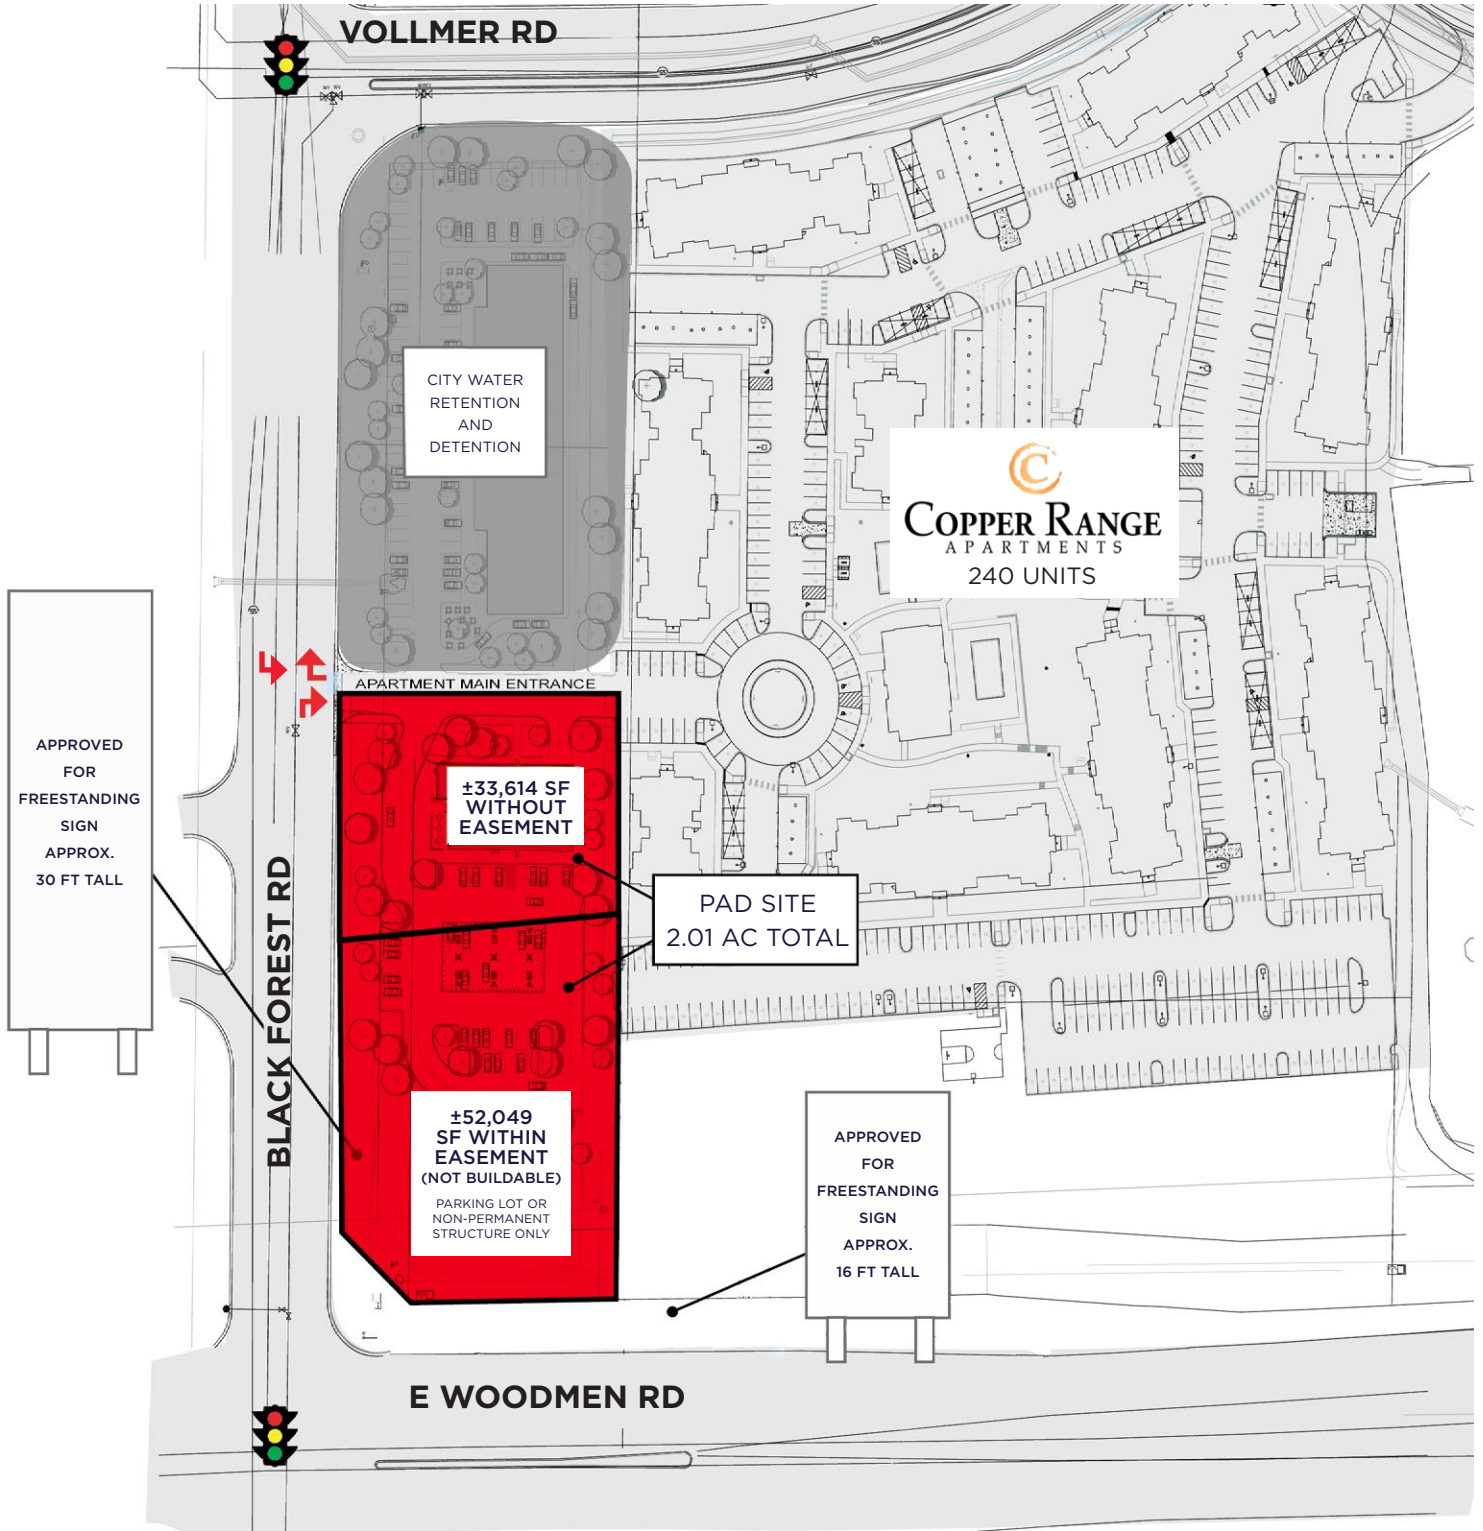 VOLLMER RD
CITY WATER
RETENTION
AND
DETENTION
COPPER RANGE
APARTMENTS
240 UNITS
APARTMENT MAIN ENTRANCE
APPROVED
FOR
FREESTANDING
SIGN
APPROX.
30 FT TALL
±33,614 SF
WITHOUT
EASEMENT
PAD SITE
2.01 AC TOTAL
BLACK FOREST RD
±52,049
SF WITHIN
EASEMENT
(NOT BUILDABLE)
PARKING LOT OR
NON-PERMANENT
STRUCTURE ONLY
APPROVED
FOR
FREESTANDING
SIGN
APPROX.
16 FT TALL
E WOODMEN RD